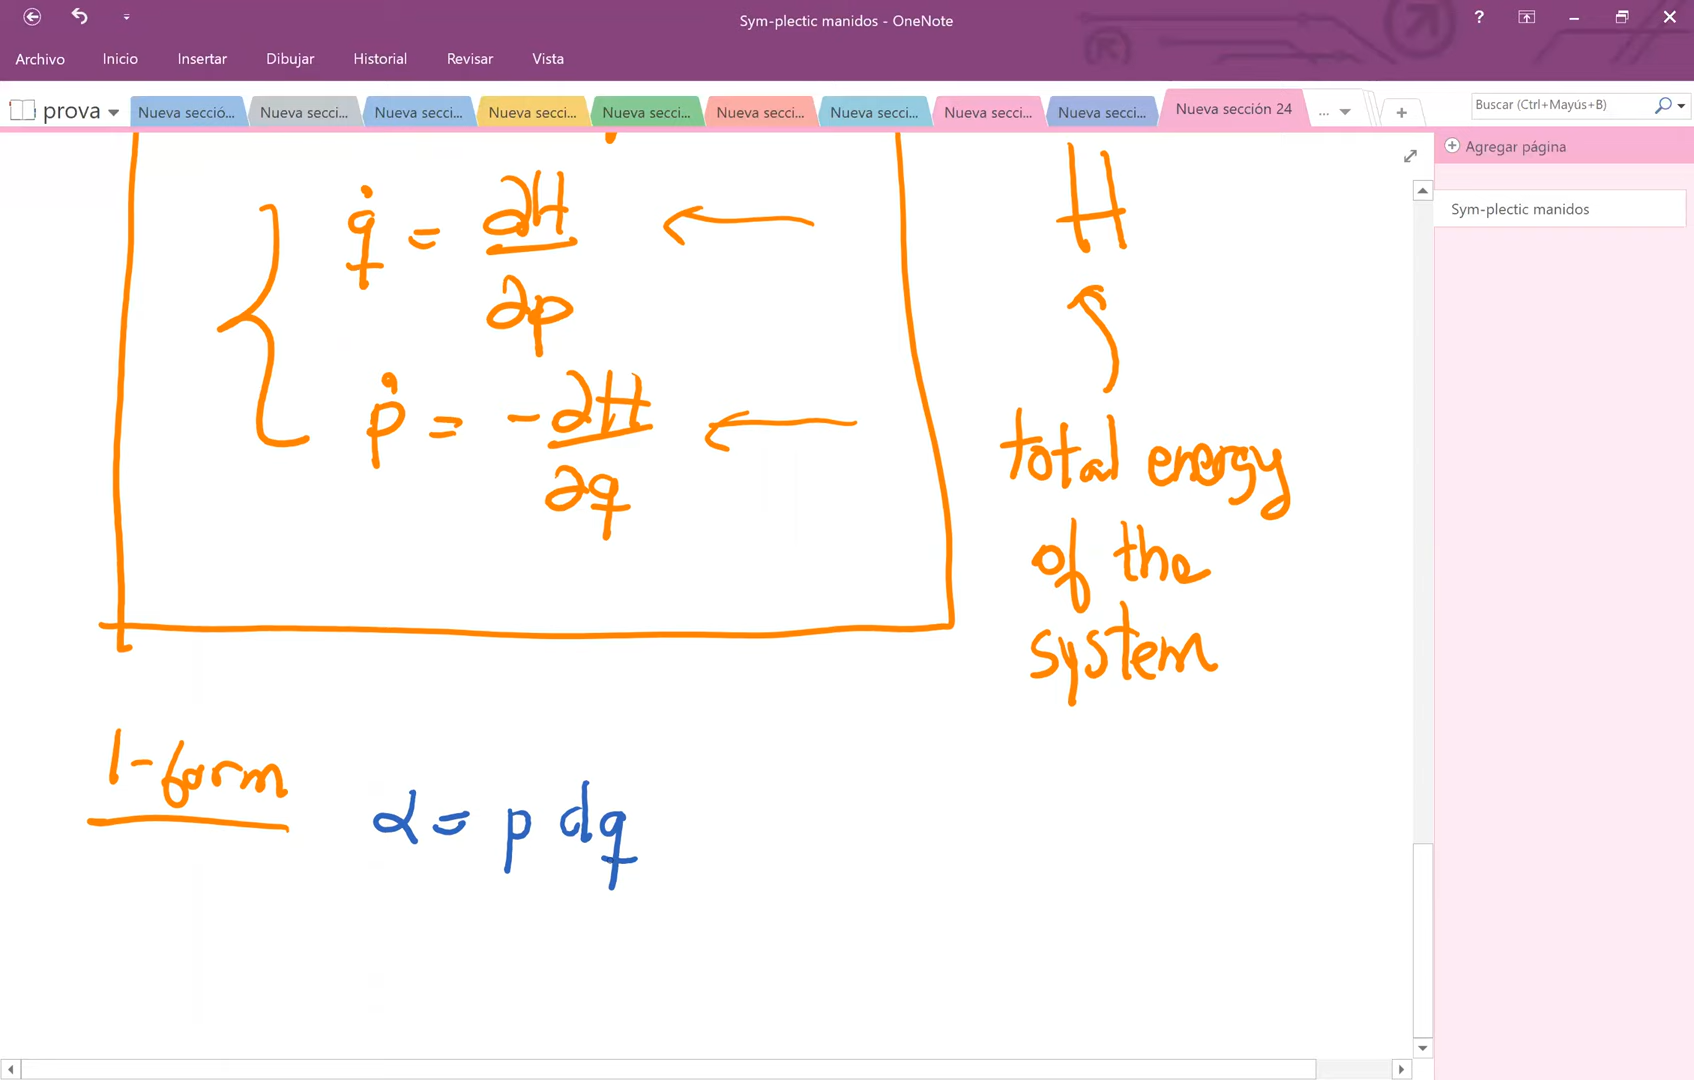 Sym-plectic manidos - OneNote
?
Archivo Inicio Insertar Dibujar Historial Revisar Vista
prova Nueva secció... Nueva secci... Nueva secci... Nueva secci... Nueva secci... Nueva secci... Nueva secci... Nueva secci... Nueva secci... Nueva sección 24 ... Buscar (Ctrl+Mayús+B)
Agregar página
Sym-plectic manidos
q̇ = ∂H/∂p ←
ṗ = -∂H/∂q ←
H
total energy
of the
system
1-form
α = p dq